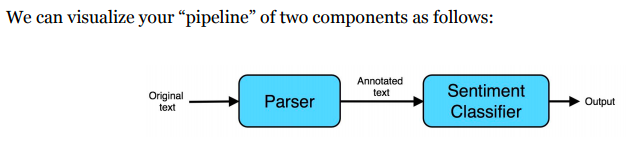 We can visualize your “pipeline” of two components as follows:
Original
text
Parser
Annotated
text
Sentiment
Classifier
Output